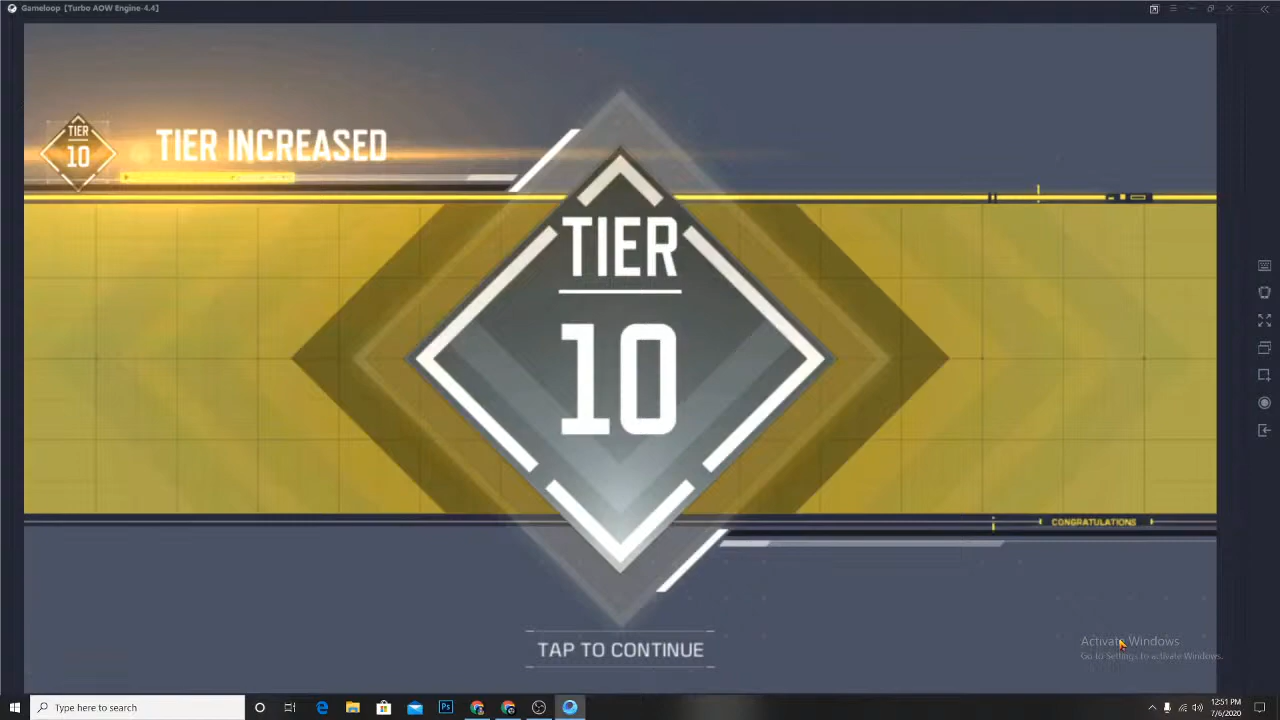 Gameloop [Turbo AOW Engine-4.4]
TIER
10
TIER INCREASED
TIER
10
CONGRATULATIONS
TAP TO CONTINUE
Activate Windows
Go to Settings to activate Windows.
Type here to search
Ps
12:51 PM
7/6/2020